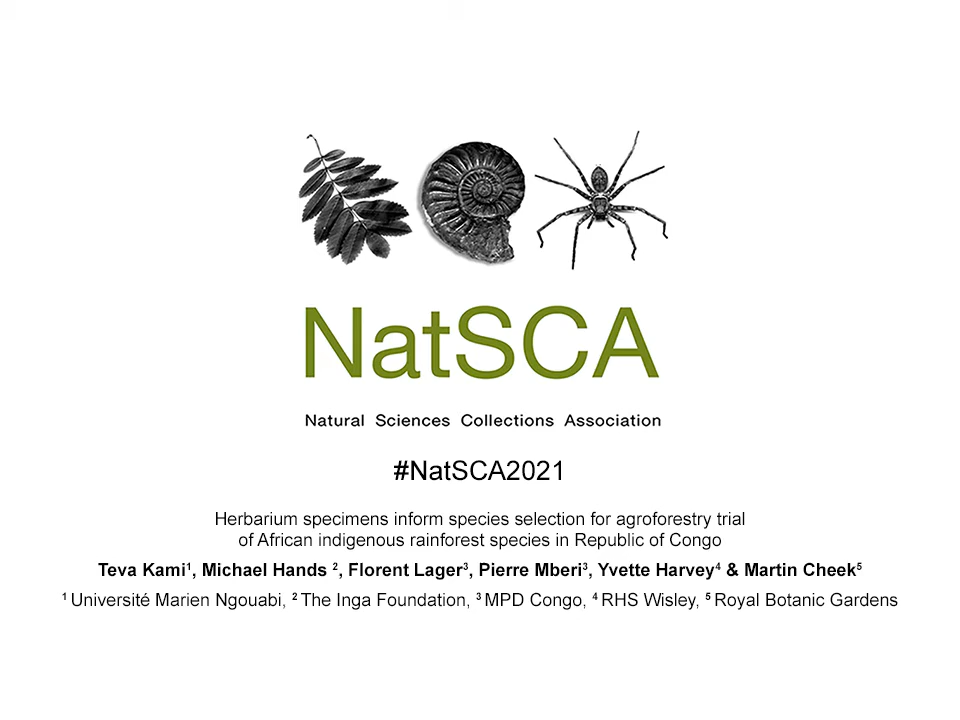 NatSCA
Natural Sciences Collections Association
#NatSCA2021
Herbarium specimens inform species selection for agroforestry trial
of African indigenous rainforest species in Republic of Congo
Teva Kami¹, Michael Hands ², Florent Lager³, Pierre Mberi³, Yvette Harvey⁴ & Martin Cheek⁵
¹ Université Marien Ngouabi, ² The Inga Foundation, ³ MPD Congo, ⁴ RHS Wisley, ⁵ Royal Botanic Gardens